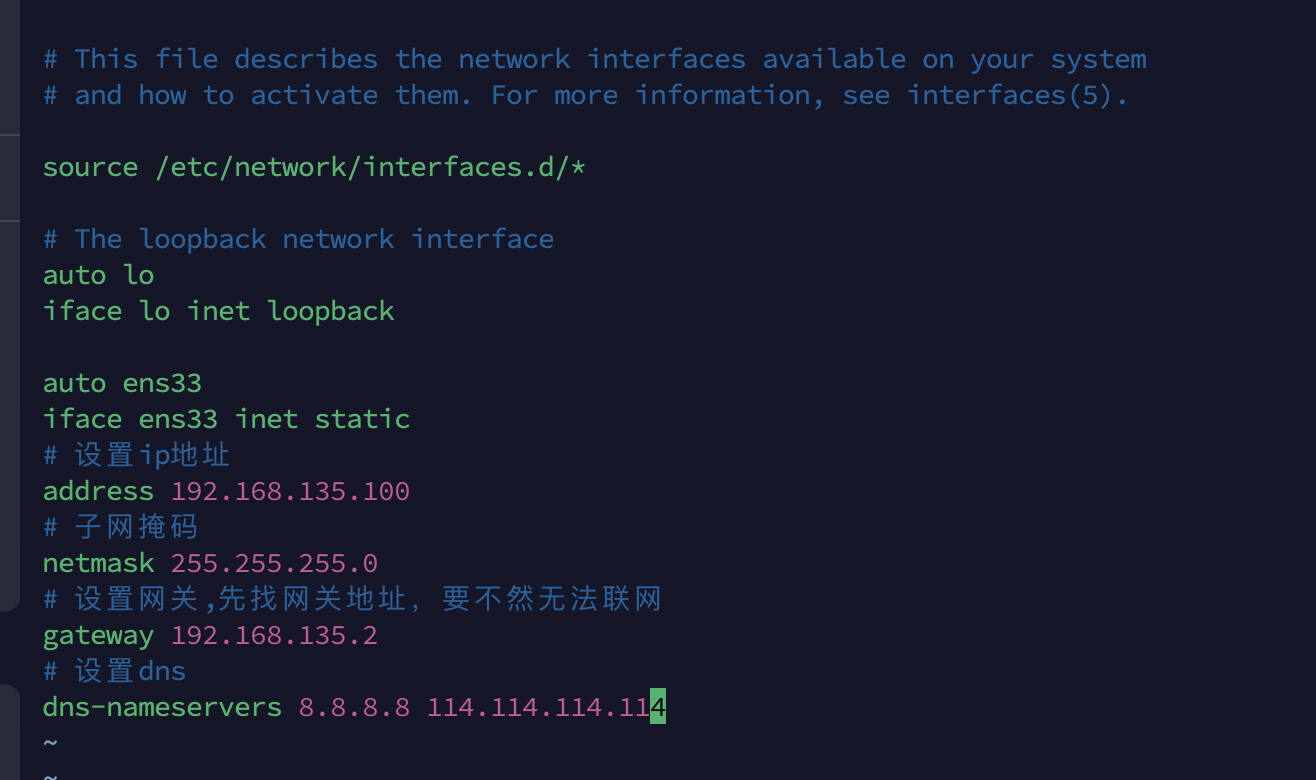 # This file describes the network interfaces available on your system
# and how to activate them. For more information, see interfaces(5).
source /etc/network/interfaces.d/*
# The loopback network interface
auto lo
iface lo inet loopback
auto ens33
iface ens33 inet static
# 设置ip地址
address 192.168.135.100
# 子网掩码
netmask 255.255.255.0
# 设置网关,先找网关地址，要不然无法联网
gateway 192.168.135.2
# 设置dns
dns-nameservers 8.8.8.8 114.114.114.114
~
~